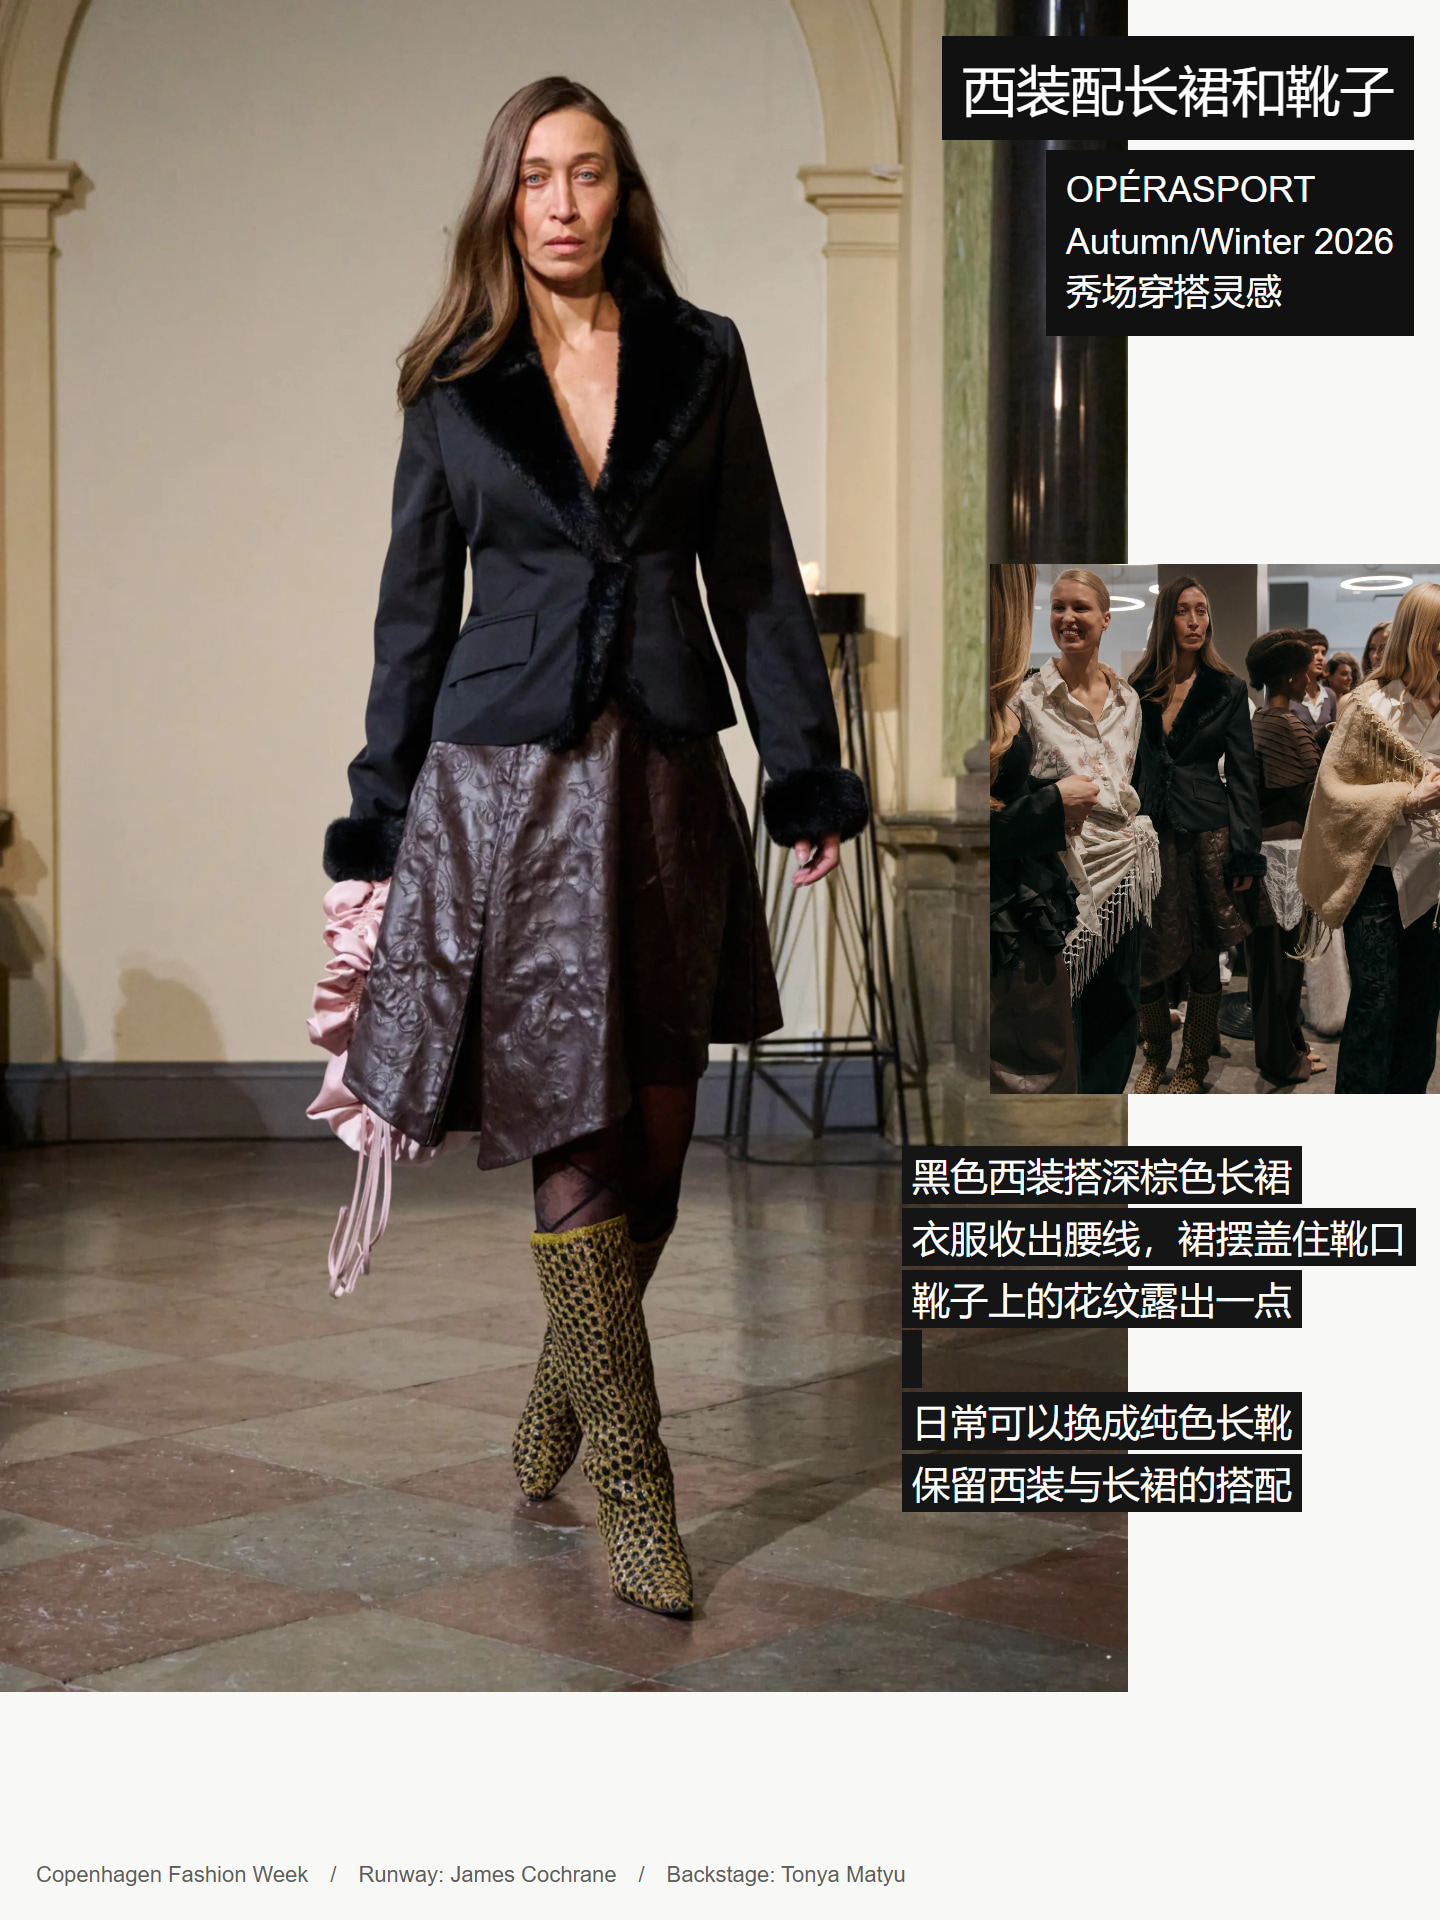 西装配长裙和靴子
OPÉRASPORT
Autumn/Winter 2026
秀场穿搭灵感
黑色西装搭深棕色长裙
衣服收出腰线，裙摆盖住靴口
靴子上的花纹露出一点
日常可以换成纯色长靴
保留西装与长裙的搭配
Copenhagen Fashion Week / Runway: James Cochrane / Backstage: Tonya Matyu